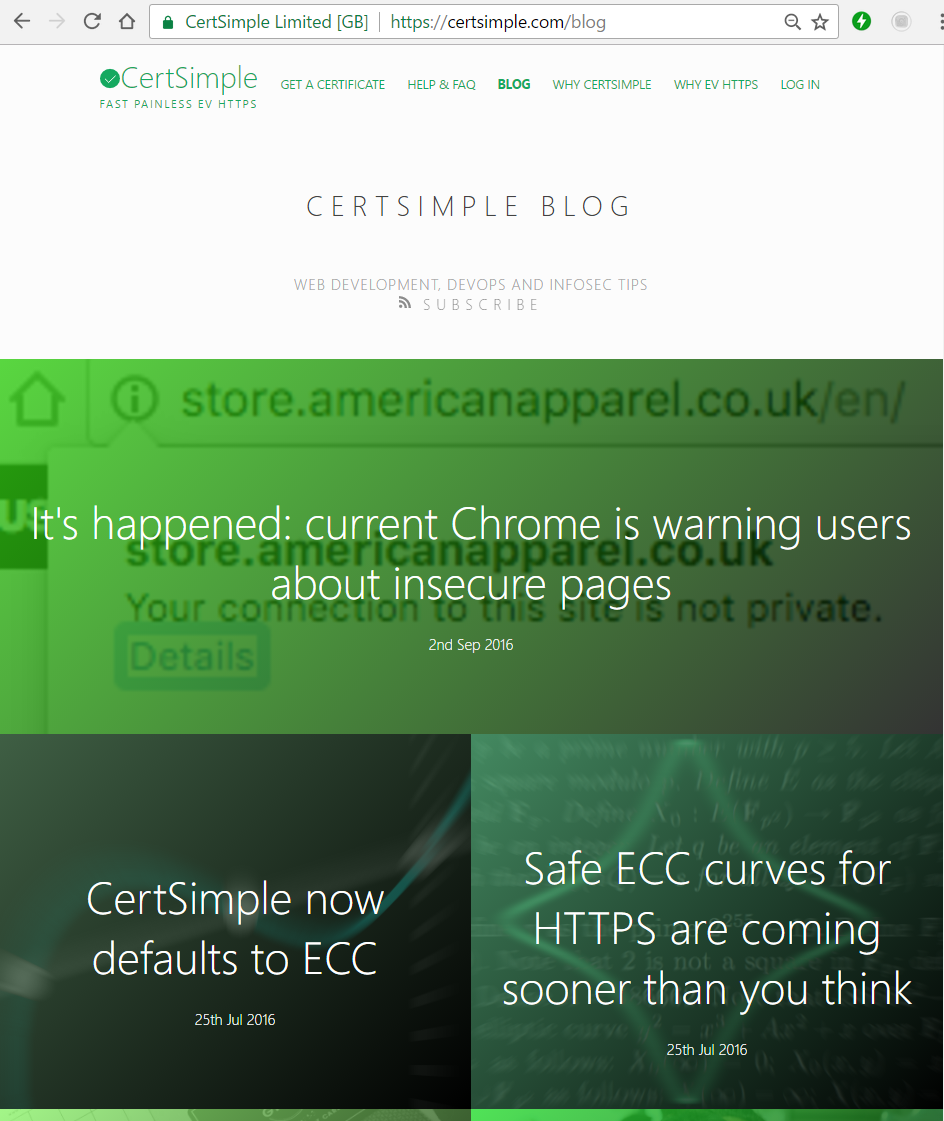 CertSimple Limited [GB] https://certsimple.com/blog
CertSimple
FAST PAINLESS EV HTTPS
GET A CERTIFICATE HELP & FAQ BLOG WHY CERTSIMPLE WHY EV HTTPS LOG IN
CERTSIMPLE BLOG
WEB DEVELOPMENT, DEVOPS AND INFOSEC TIPS
SUBSCRIBE
store.americanapparel.co.uk/en/
It's happened: current Chrome is warning users
store.americanapparel.co.uk
about insecure pages
Your connection to this site is not private.
2nd Sep 2016
Details
CertSimple now
defaults to ECC
25th Jul 2016
Safe ECC curves for
HTTPS are coming
sooner than you think
25th Jul 2016